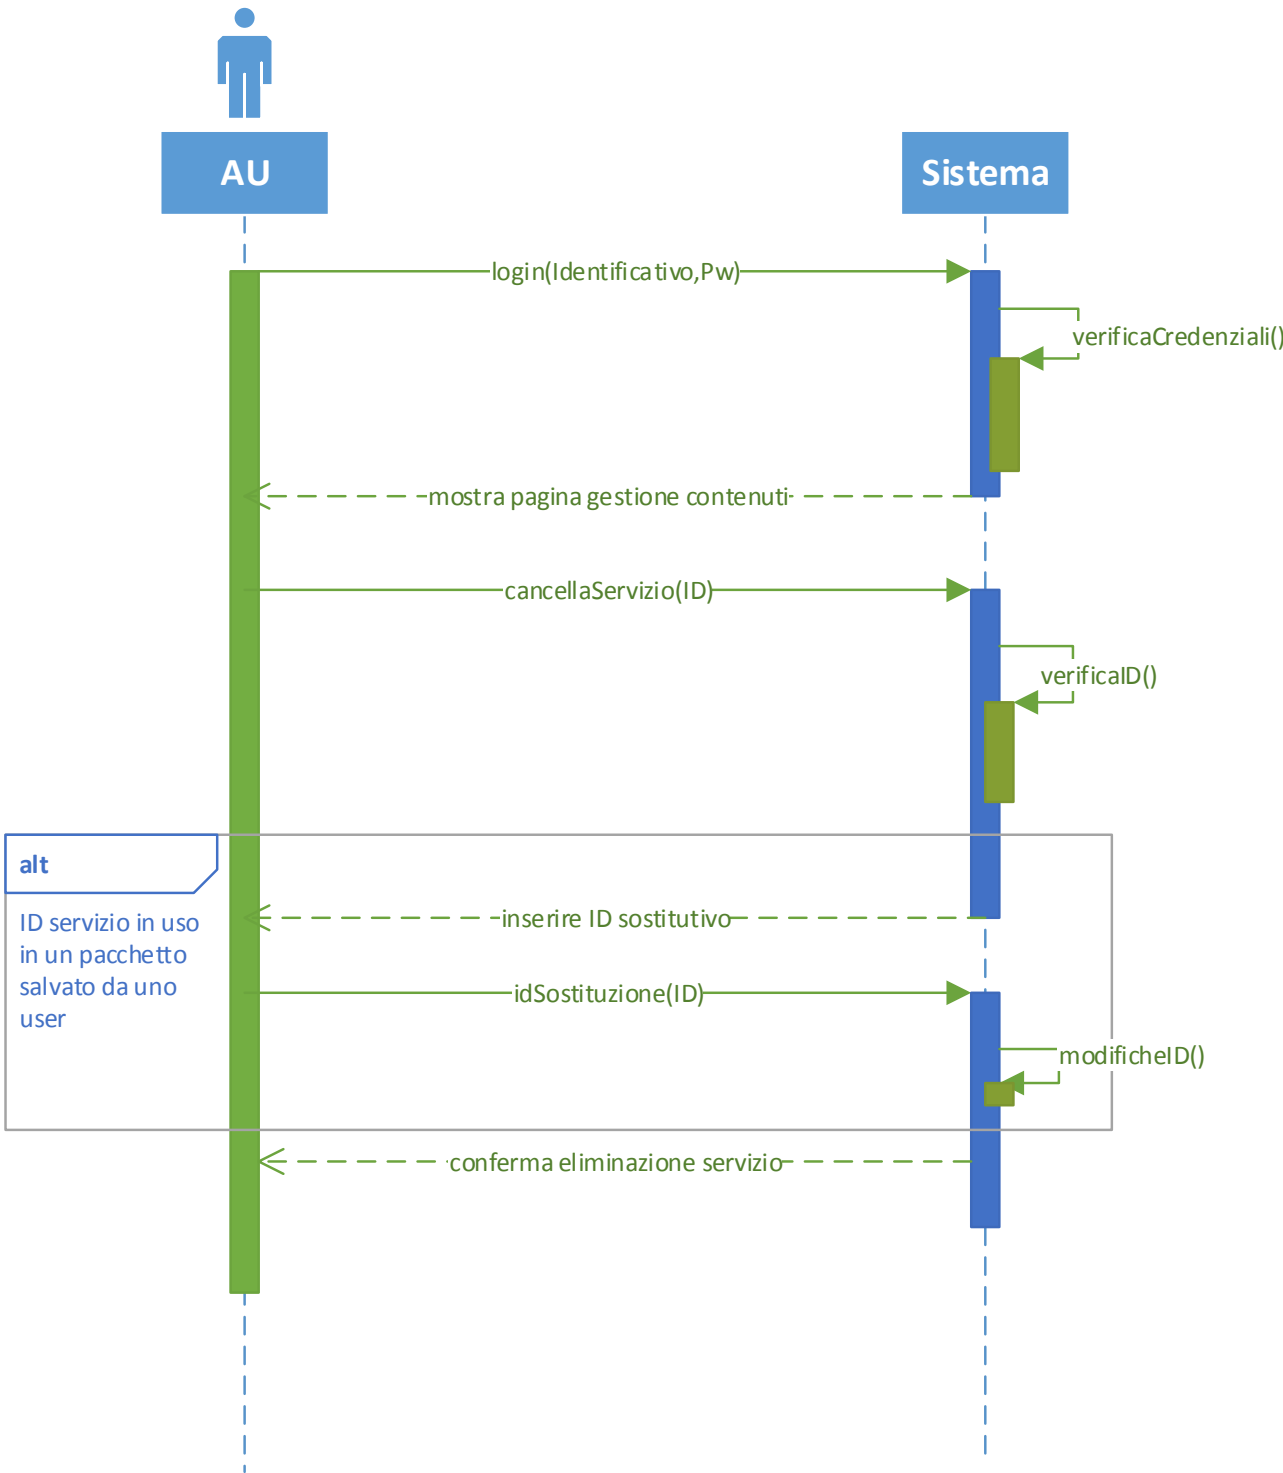 AU
Sistema
login(Identificativo,Pw)
verificaCredenziali()
mostra pagina gestione contenuti
cancellaServizio(ID)
verificaID()
alt
ID servizio in uso
in un pacchetto
salvato da uno
user
inserire ID sostitutivo
idSostituzione(ID)
modificheID()
conferma eliminazione servizio